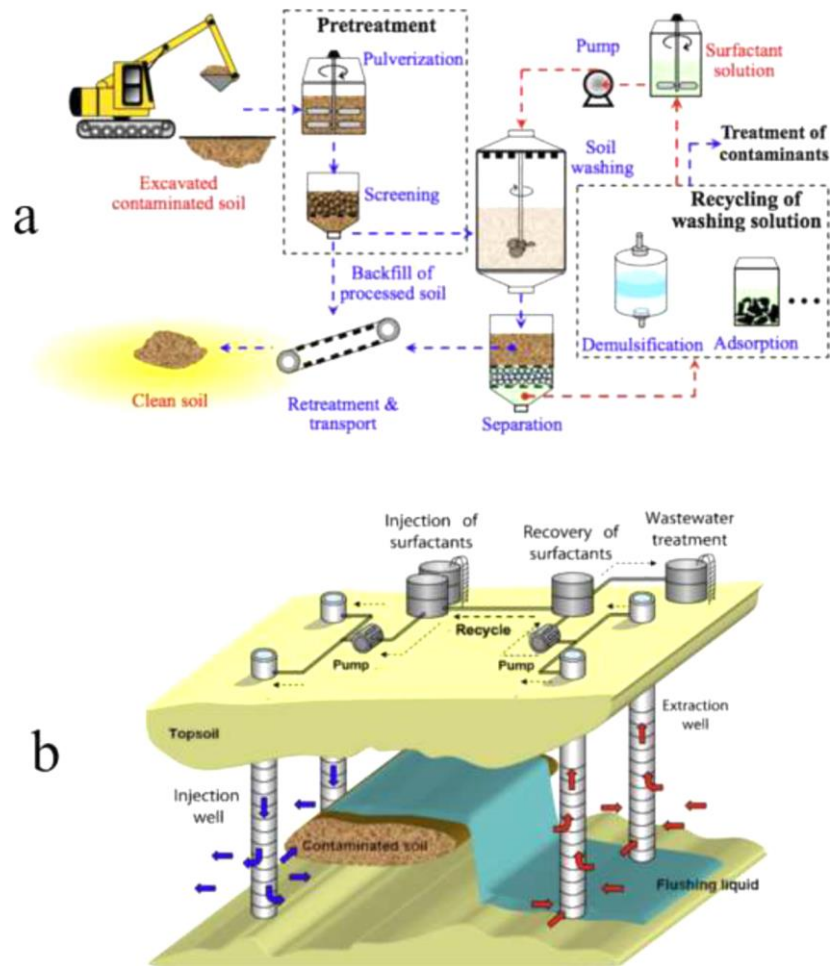 a
Pretreatment
Pulverization
Pump
Surfactant
solution
Excavated
contaminated soil
Screening
Soil
washing
Treatment of
contaminants
Recycling of
washing solution
Backfill of
processed soil
Demulsification
Adsorption
Clean soil
Retreatment &
transport
Separation
b
Injection of
surfactants
Recovery of
surfactants
Wastewater
treatment
Recycle
Pump
Pump
Topsoil
Extraction
well
Injection
well
Contaminated soil
Flushing liquid